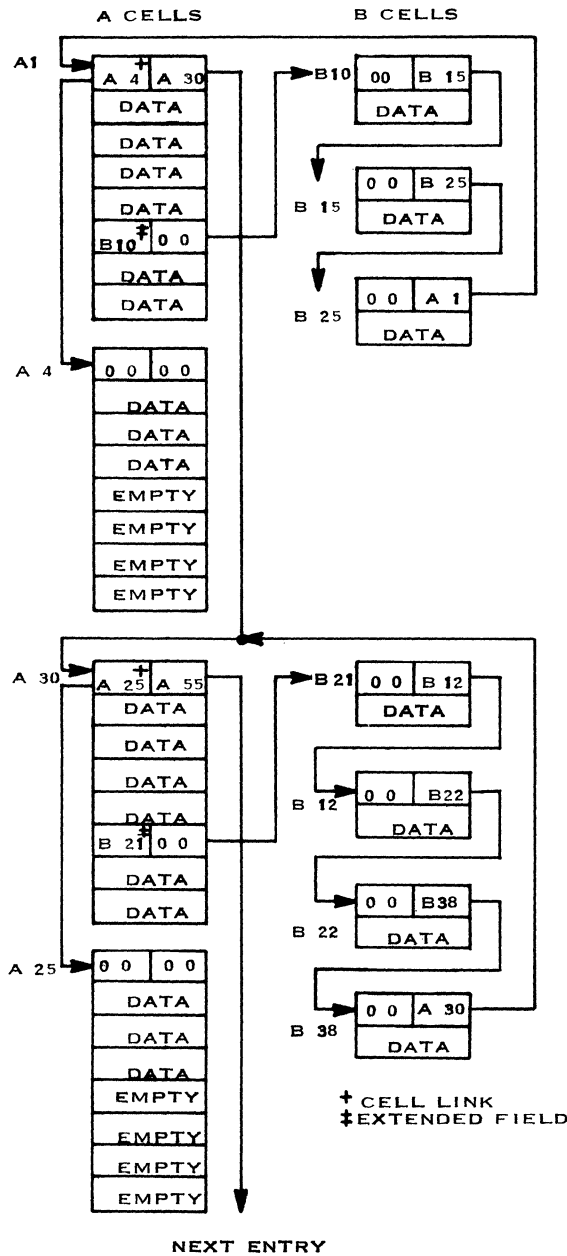 A CELLS
B CELLS
A1
A 4+ A 30
DATA
DATA
DATA
DATA
B10‡ 0 0
DATA
DATA
B10
00 B 15
DATA
B 15
0 0 B 25
DATA
B 25
0 0 A 1
DATA
A 4
0 0 0 0
DATA
DATA
DATA
EMPTY
EMPTY
EMPTY
EMPTY
A 30
A 25+ A 55
DATA
DATA
DATA
DATA
B 21‡ 0 0
DATA
DATA
B 21
0 0 B 12
DATA
B 12
0 0 B22
DATA
B 22
0 0 B38
DATA
B 38
0 0 A 30
DATA
A 25
0 0 0 0
DATA
DATA
DATA
EMPTY
EMPTY
EMPTY
EMPTY
+ CELL LINK
‡ EXTENDED FIELD
NEXT ENTRY